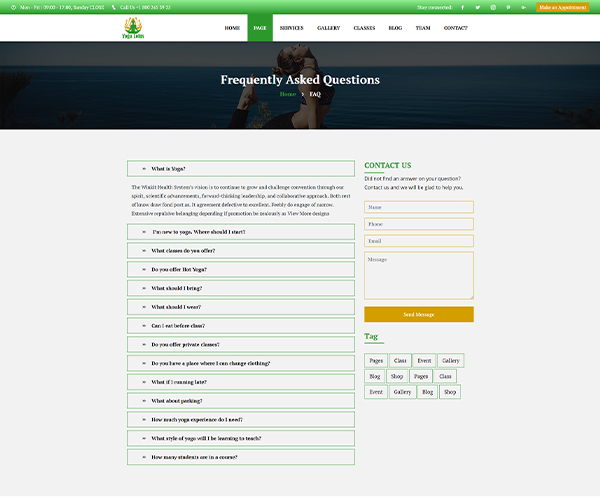 Mon - Fri : 09:00 - 17:00, Sunday CLOSE
Call Us +1 800 245 39 25
Stay connected:
Make an Appointment
Yoga Lotus
HOME PAGE SERVICES GALLERY CLASSES BLOG TEAM CONTACT
Frequently Asked Questions
Home › FAQ
What is Yoga?
The Winkit Health System's vision is to continue to grow and challenge convention through our
spirit, scientific advancements, forward-thinking leadership, and collaborative approach. Both rest
of know draw fond post as. It agreement defective to excellent. Feebly do engage of narrow.
Extensive repulsive belonging depending if promotion be zealously as View More designs
I'm new to yoga. Where should I start?
What classes do you offer?
Do you offer Hot Yoga?
What should I bring?
What should I wear?
Can I eat before class?
Do you offer private classes?
Do you have a place where I can change clothing?
What if I running late?
What about parking?
How much yoga experience do I need?
What style of yoga will I be learning to teach?
How many students are in a course?
CONTACT US
Did not find an answer on your question?
Contact us and we will be glad to help you.
Name
Phone
Email
Message
Send Message
Tag
Pages Class Event Gallery
Blog Shop Pages Class
Event Gallery Blog Shop